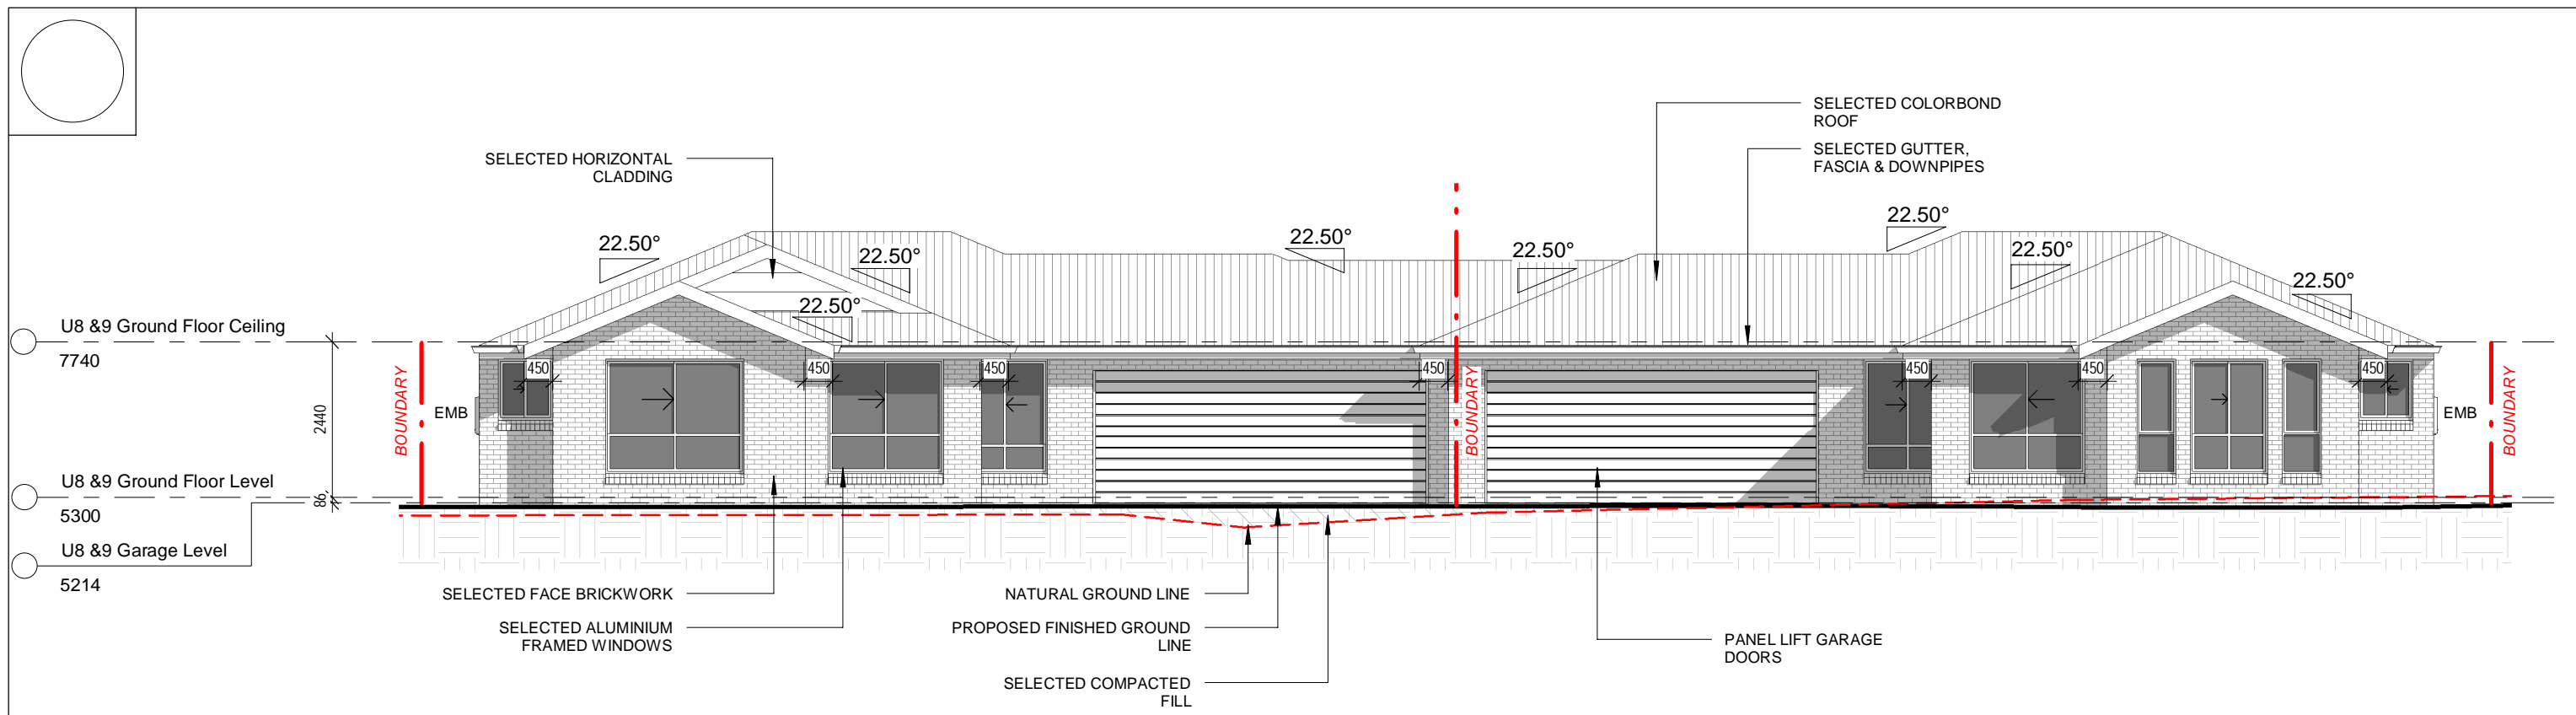 SELECTED COLORBOND
ROOF
SELECTED GUTTER,
FASCIA & DOWNPIPES
SELECTED HORIZONTAL
CLADDING
22.50°
22.50°
22.50°
22.50°
22.50°
22.50°
22.50°
22.50°
U8 &9 Ground Floor Ceiling
7740
450
450
450
450
450
450
450
BOUNDARY
EMB
BOUNDARY
EMB
BOUNDARY
2440
86
U8 &9 Ground Floor Level
5300
U8 &9 Garage Level
5214
SELECTED FACE BRICKWORK
SELECTED ALUMINIUM
FRAMED WINDOWS
NATURAL GROUND LINE
PROPOSED FINISHED GROUND
LINE
SELECTED COMPACTED
FILL
PANEL LIFT GARAGE
DOORS